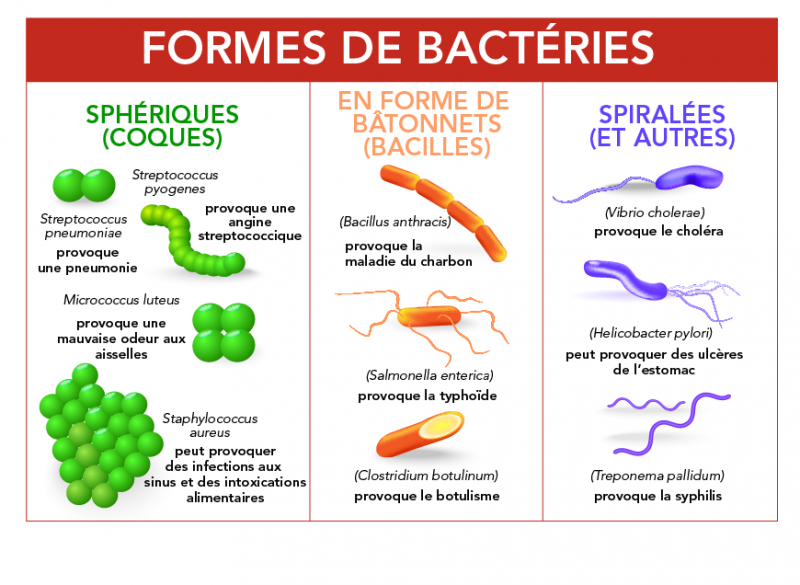 FORMES DE BACTÉRIES
SPHÉRIQUES
(COQUES)
Streptococcus
pneumoniae
provoque
une pneumonie
Streptococcus
pyogenes
provoque une
angine
streptococcique
Micrococcus luteus
provoque une
mauvaise odeur aux
aisselles
Staphylococcus
aureus
peut provoquer
des infections aux
sinus et des intoxications
alimentaires
EN FORME DE
BÂTONNETS
(BACILLES)
(Bacillus anthracis)
provoque la
maladie du charbon
(Salmonella enterica)
provoque la typhoïde
(Clostridium botulinum)
provoque le botulisme
SPIRALÉES
(ET AUTRES)
(Vibrio cholerae)
provoque le choléra
(Helicobacter pylori)
peut provoquer des ulcères
de l’estomac
(Treponema pallidum)
provoque la syphilis